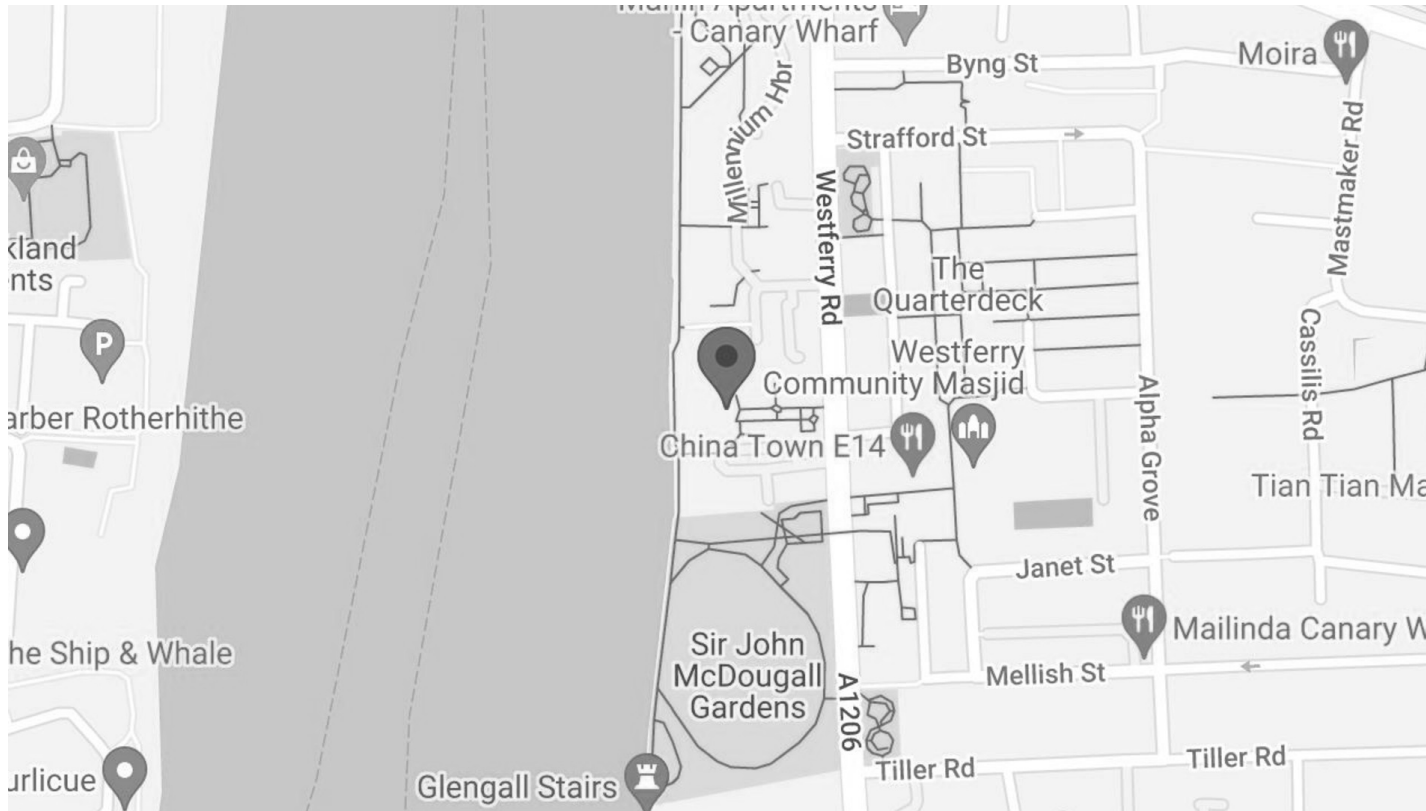 Marlin Apartments
- Canary Wharf
Byng St
Moira
Millennium Hbr
Strafford St
Mastmaker Rd
Westferry Rd
kland
nts
The
Quarterdeck
P
Westferry
Community Masjid
Cassilis Rd
Alpha Grove
arber Rotherhithe
China Town E14
Tian Tian Ma
Janet St
he Ship & Whale
Sir John
McDougall
Gardens
Mailinda Canary W
Mellish St
A1206
urlicue
Glengall Stairs
Tiller Rd
Tiller Rd